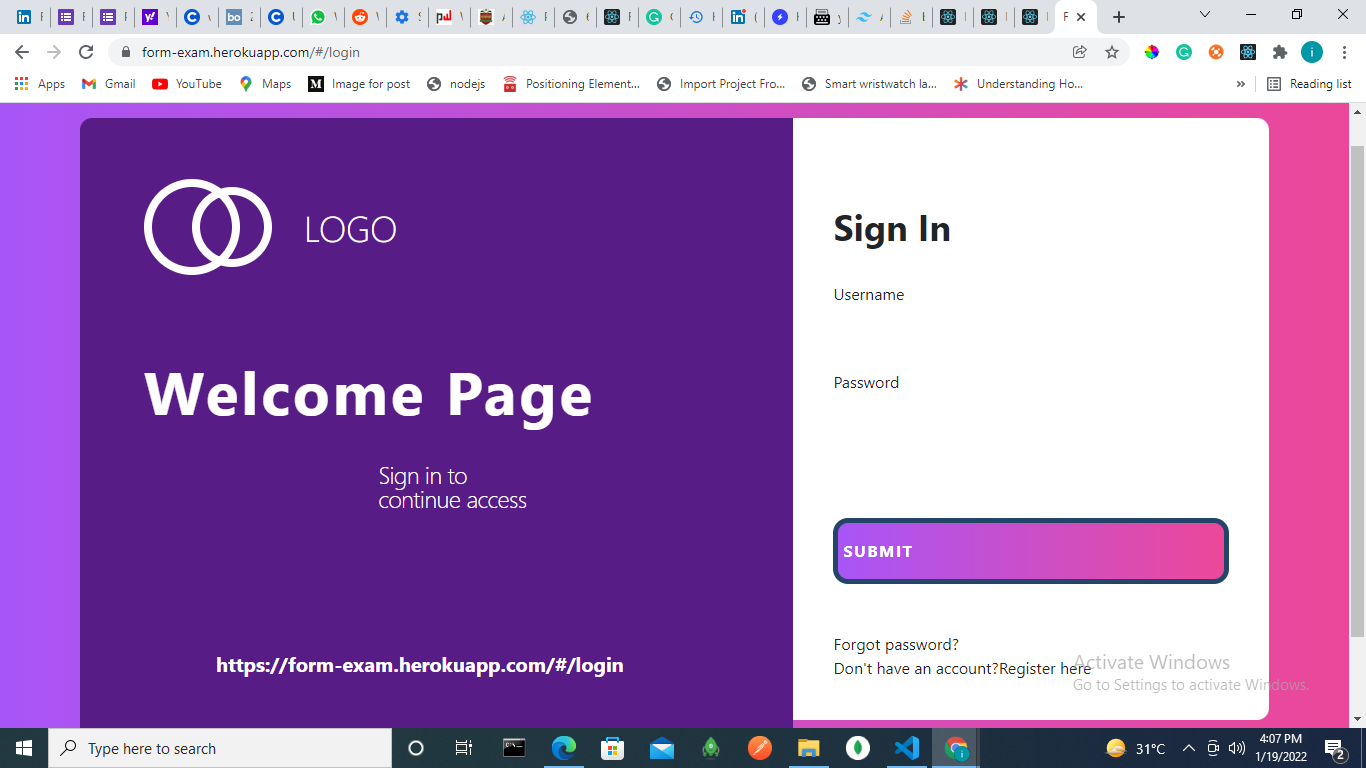 form-exam.herokuapp.com/#/login
Apps
Gmail
YouTube
Maps
Image for post
nodejs
Positioning Element...
Import Project Fro...
Smart wristwatch la...
Understanding Ho...
»
Reading list
LOGO
Welcome Page
Sign in to
continue access
https://form-exam.herokuapp.com/#/login
Sign In
Username
Password
SUBMIT
Forgot password?
Don't have an account?Register here
Activate Windows
Go to Settings to activate Windows.
Type here to search
31°C
4:07 PM
1/19/2022
2